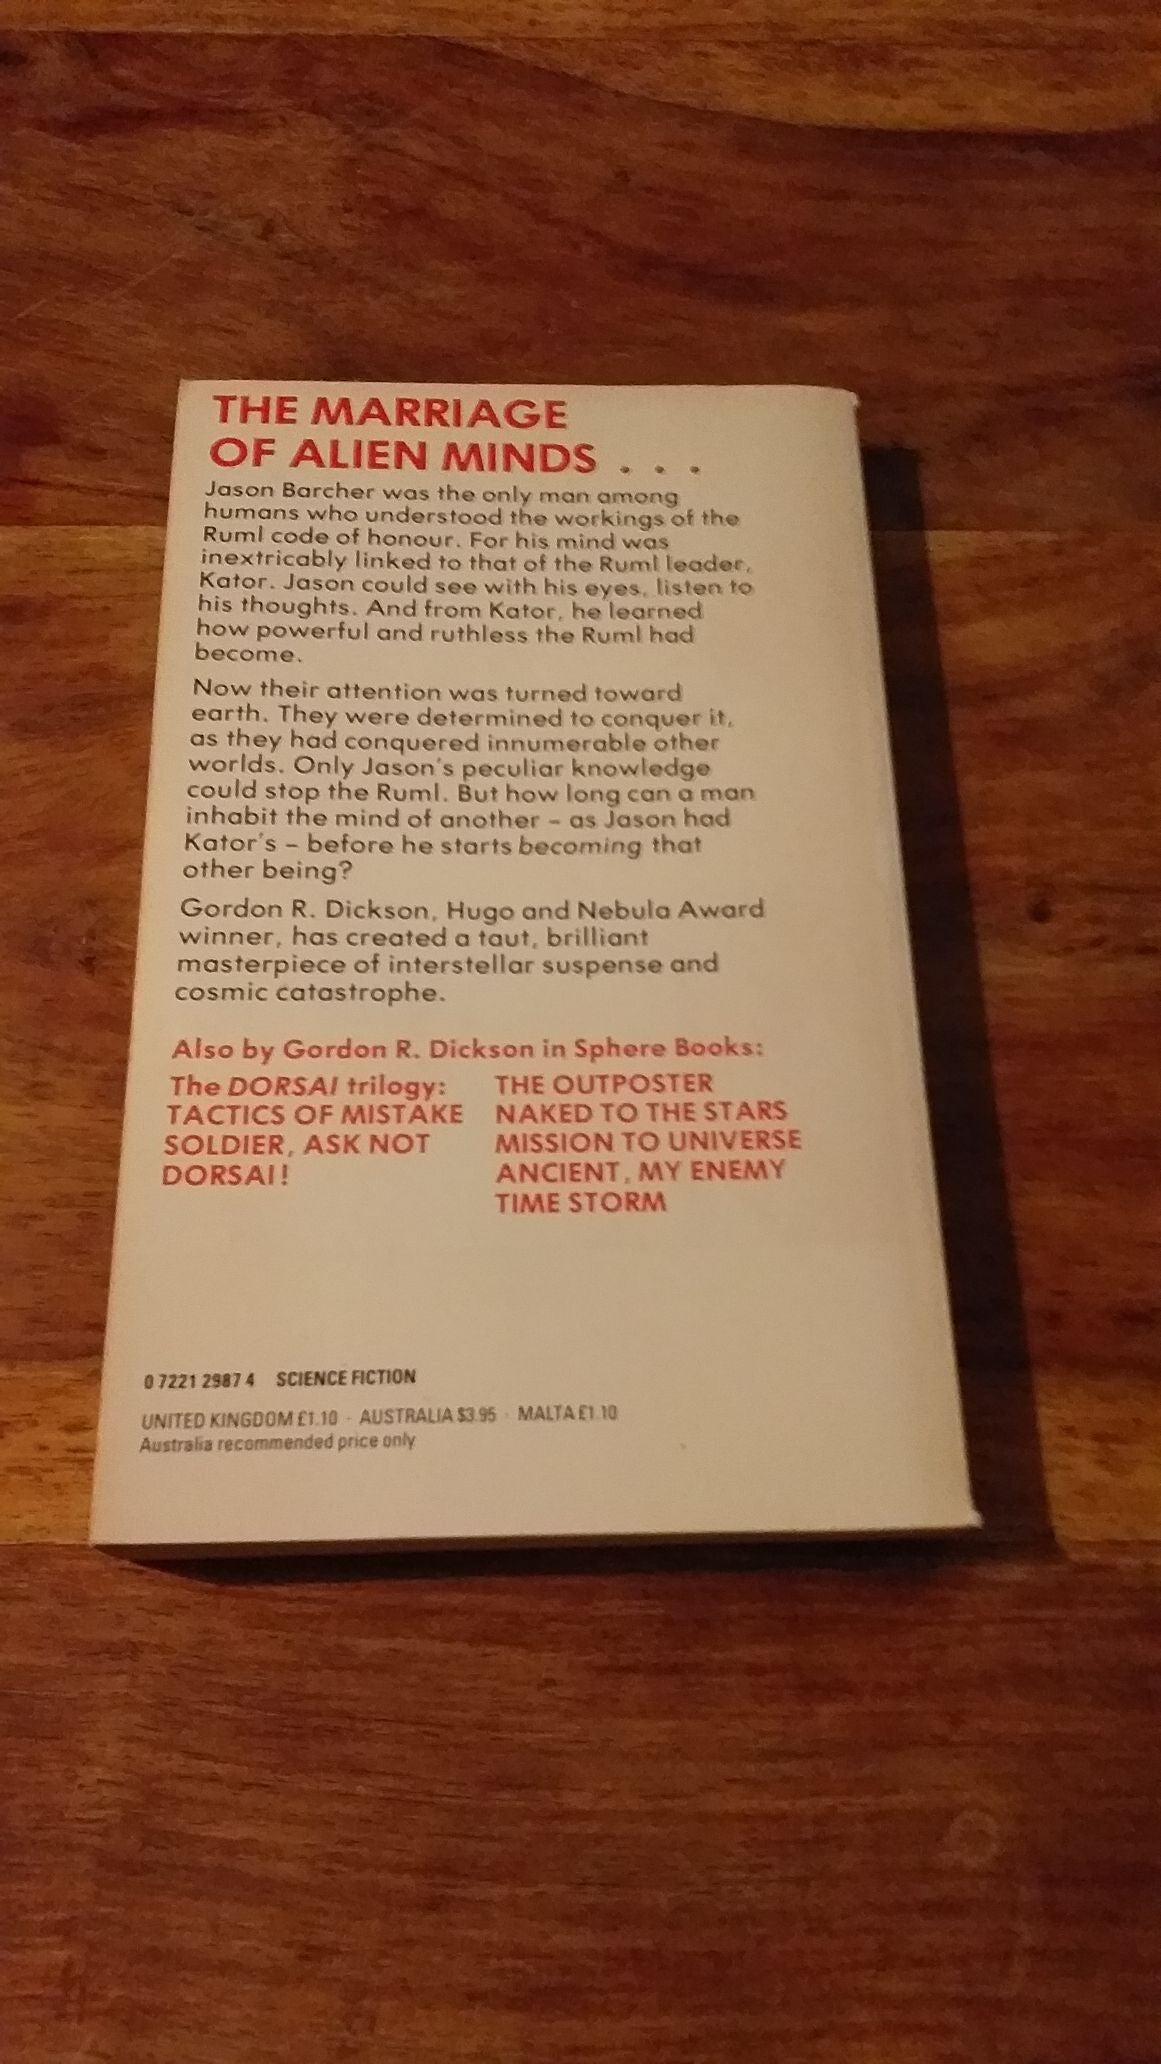 THE MARRIAGE
OF ALIEN MINDS . . .
Jason Barcher was the only man among
humans who understood the workings of the
Ruml code of honour. For his mind was
inextricably linked to that of the Ruml leader,
Kator. Jason could see with his eyes, listen to
his thoughts. And from Kator, he learned
how powerful and ruthless the Ruml had
become.
Now their attention was turned toward
earth. They were determined to conquer it,
as they had conquered innumerable other
worlds. Only Jason's peculiar knowledge
could stop the Ruml. But how long can a man
inhabit the mind of another – as Jason had
Kator's – before he starts becoming that
other being?
Gordon R. Dickson, Hugo and Nebula Award
winner, has created a taut, brilliant
masterpiece of interstellar suspense and
cosmic catastrophe.
Also by Gordon R. Dickson in Sphere Books:
The DORSAI trilogy:
TACTICS OF MISTAKE
SOLDIER, ASK NOT
DORSAI!
THE OUTPOSTER
NAKED TO THE STARS
MISSION TO UNIVERSE
ANCIENT, MY ENEMY
TIME STORM
0 7221 2987 4 SCIENCE FICTION
UNITED KINGDOM £1.10 · AUSTRALIA $3.95 · MALTA £1.10
Australia recommended price only